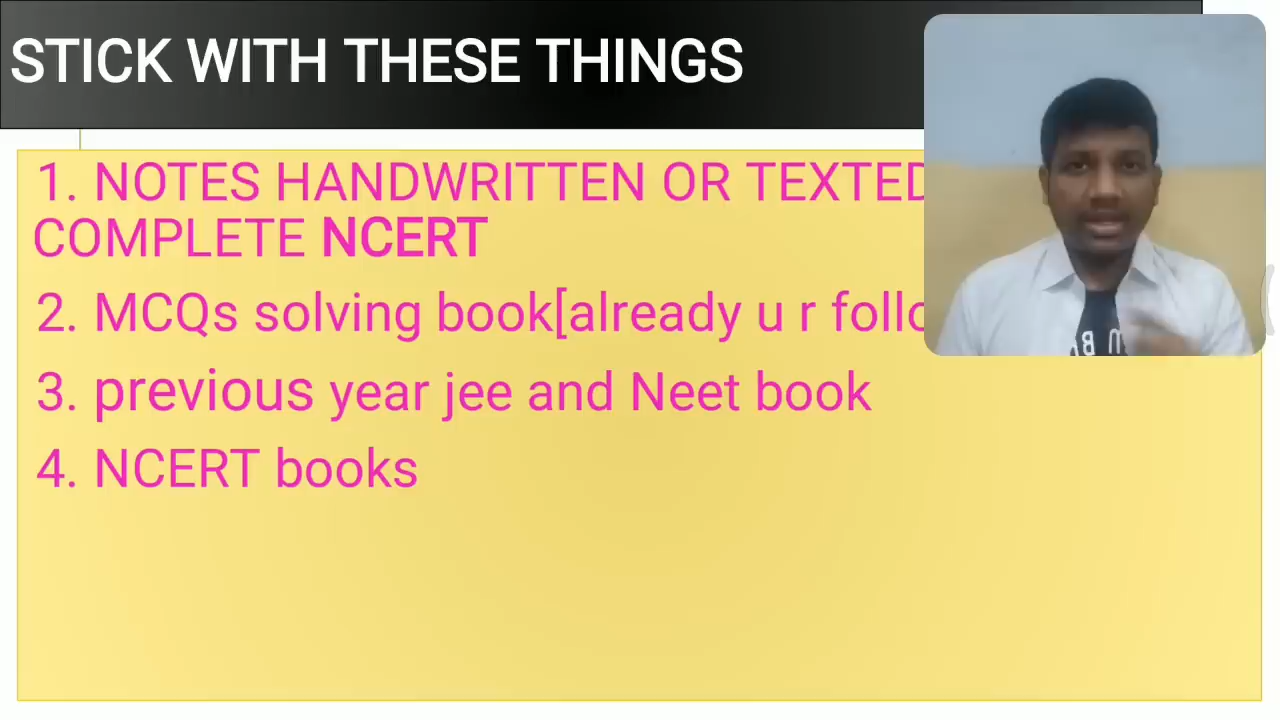 STICK WITH THESE THINGS
1. NOTES HANDWRITTEN OR TEXTED
COMPLETE NCERT
2. MCQs solving book[already u r follo
3. previous year jee and Neet book
4. NCERT books